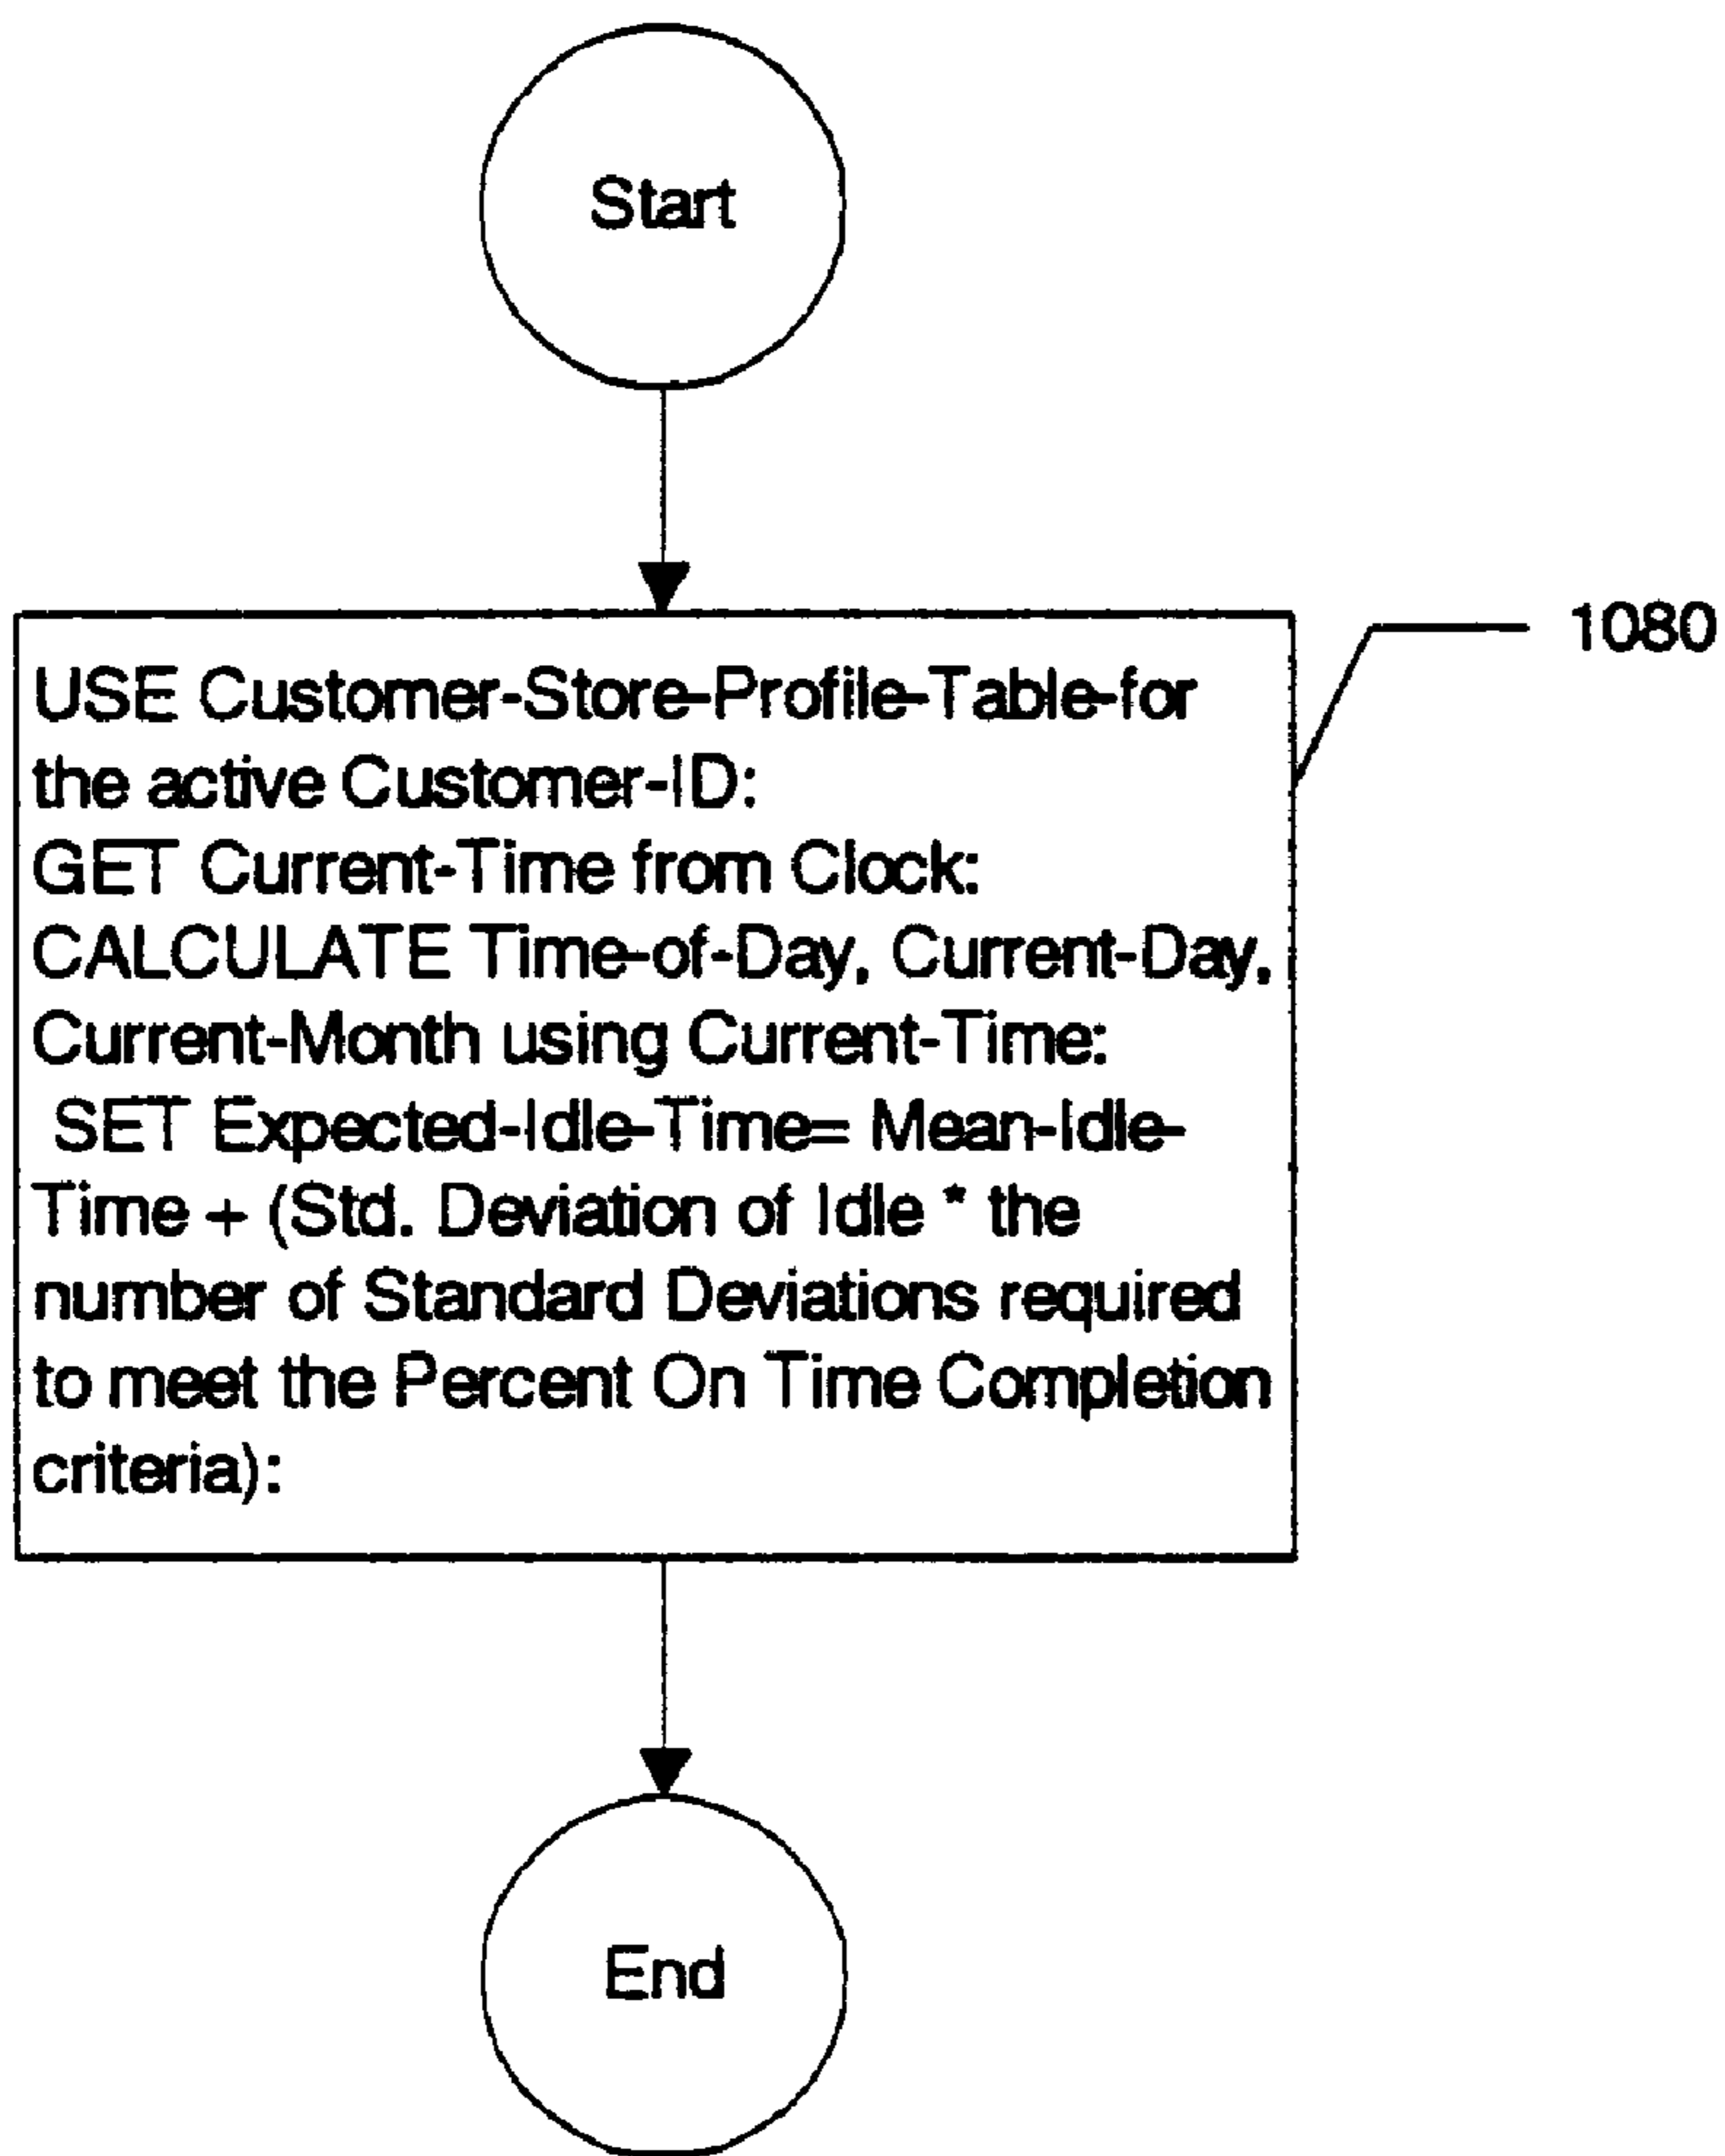 Start
1080
USE Customer-Store-Profile-Table-for
the active Customer-ID:
GET Current-Time from Clock:
CALCULATE Time-of-Day, Current-Day,
Current-Month using Current-Time:
SET Expected-Idle-Time= Mean-Idle-
Time + (Std. Deviation of Idle * the
number of Standard Deviations required
to meet the Percent On Time Completion
criteria):
End